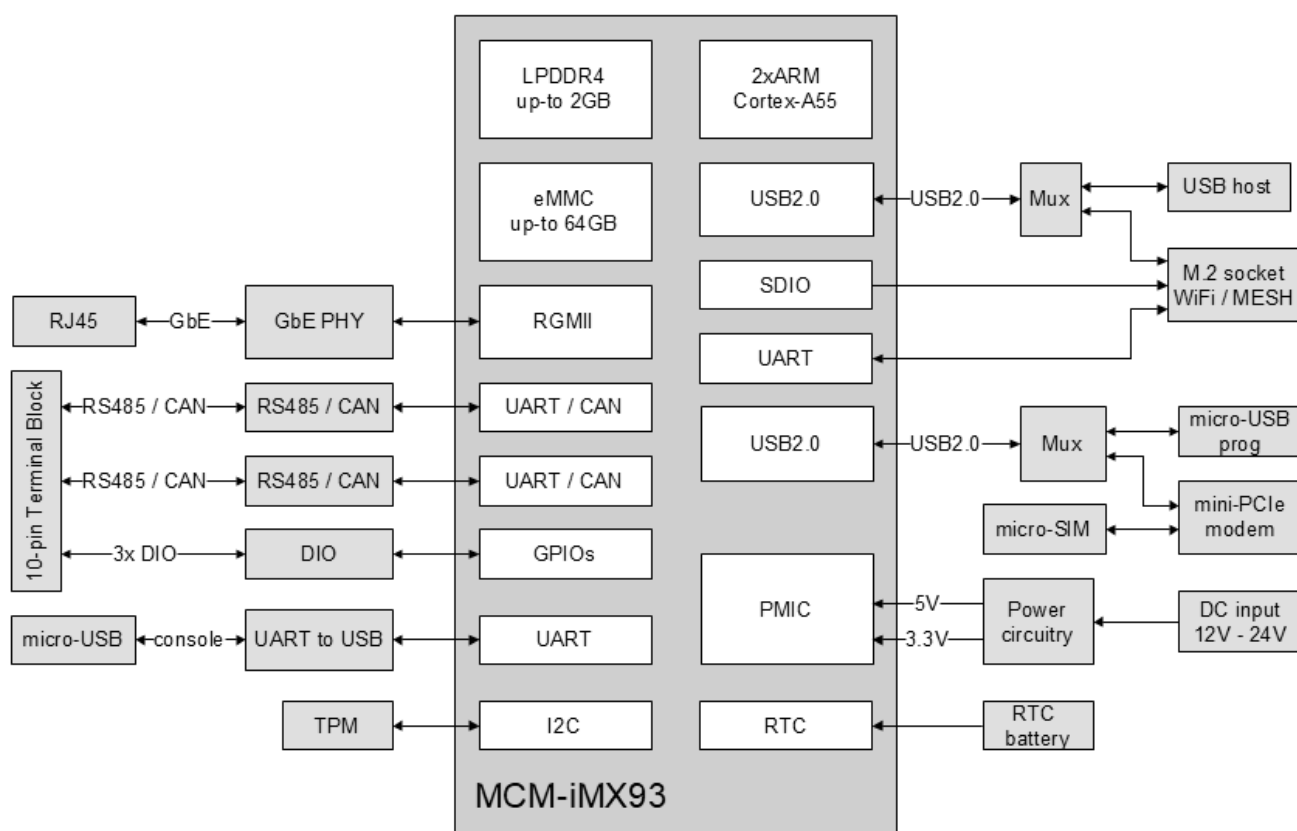 LPDDR4
up-to 2GB
2xARM
Cortex-A55
eMMC
up-to 64GB
USB2.0
USB2.0
Mux
USB host
SDIO
M.2 socket
WiFi / MESH
RJ45
GbE
GbE PHY
RGMII
UART
10-pin Terminal Block
RS485 / CAN
RS485 / CAN
UART / CAN
USB2.0
USB2.0
Mux
micro-USB
prog
RS485 / CAN
RS485 / CAN
UART / CAN
micro-SIM
mini-PCIe
modem
3x DIO
DIO
GPIOs
PMIC
5V
3.3V
Power
circuitry
DC input
12V - 24V
micro-USB
console
UART to USB
UART
TPM
I2C
RTC
RTC
battery
MCM-iMX93